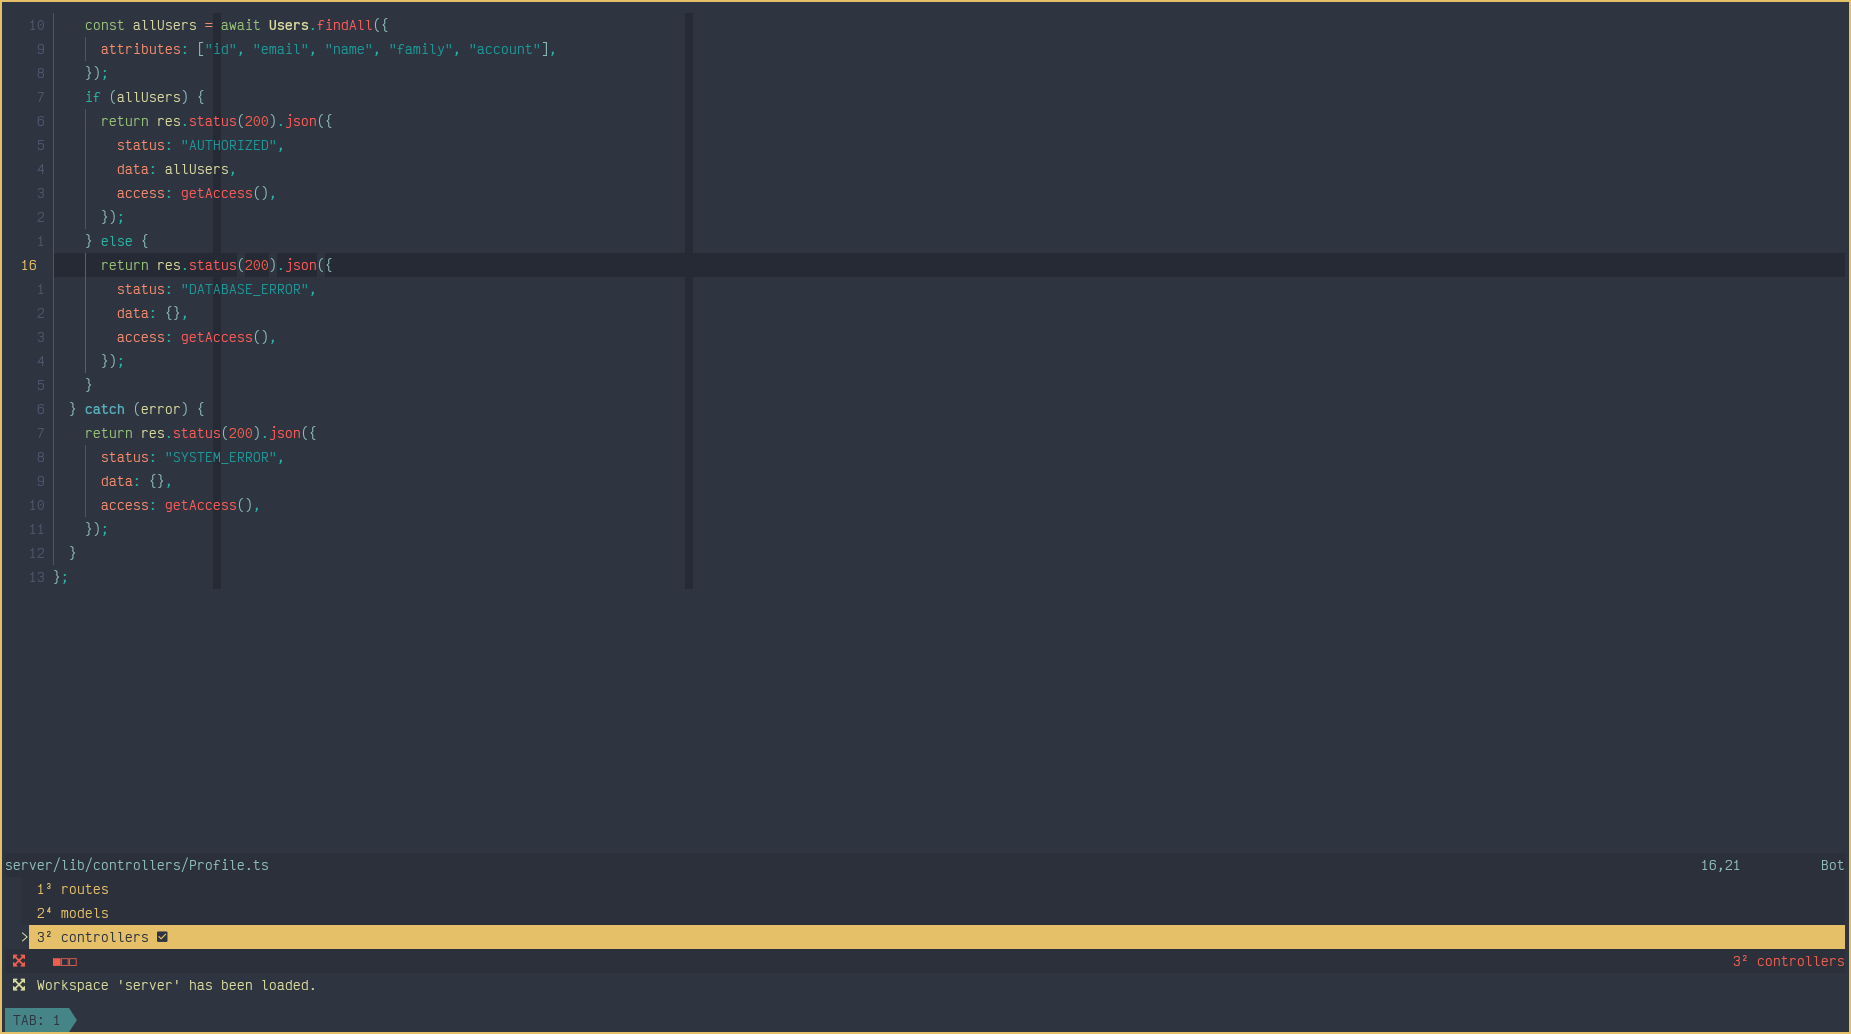 10     const allUsers = await Users.findAll({
9       attributes: ["id", "email", "name", "family", "account"],
8     });
7     if (allUsers) {
6       return res.status(200).json({
5         status: "AUTHORIZED",
4         data: allUsers,
3         access: getAccess(),
2       });
1     } else {
16       return res.status(200).json({
1         status: "DATABASE_ERROR",
2         data: {},
3         access: getAccess(),
4       });
5     }
6   } catch (error) {
7     return res.status(200).json({
8       status: "SYSTEM_ERROR",
9       data: {},
10       access: getAccess(),
11     });
12   }
13 };
server/lib/controllers/Profile.ts 16,21 Bot
1³ routes
2⁴ models
> 3² controllers
3² controllers
Workspace 'server' has been loaded.
TAB: 1